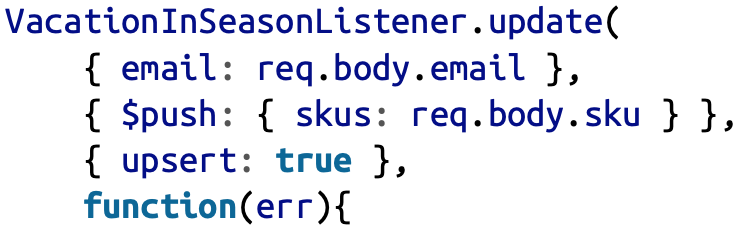 VacationInSeasonListener.update(
    { email: req.body.email },
    { $push: { skus: req.body.sku } },
    { upsert: true },
    function(err){